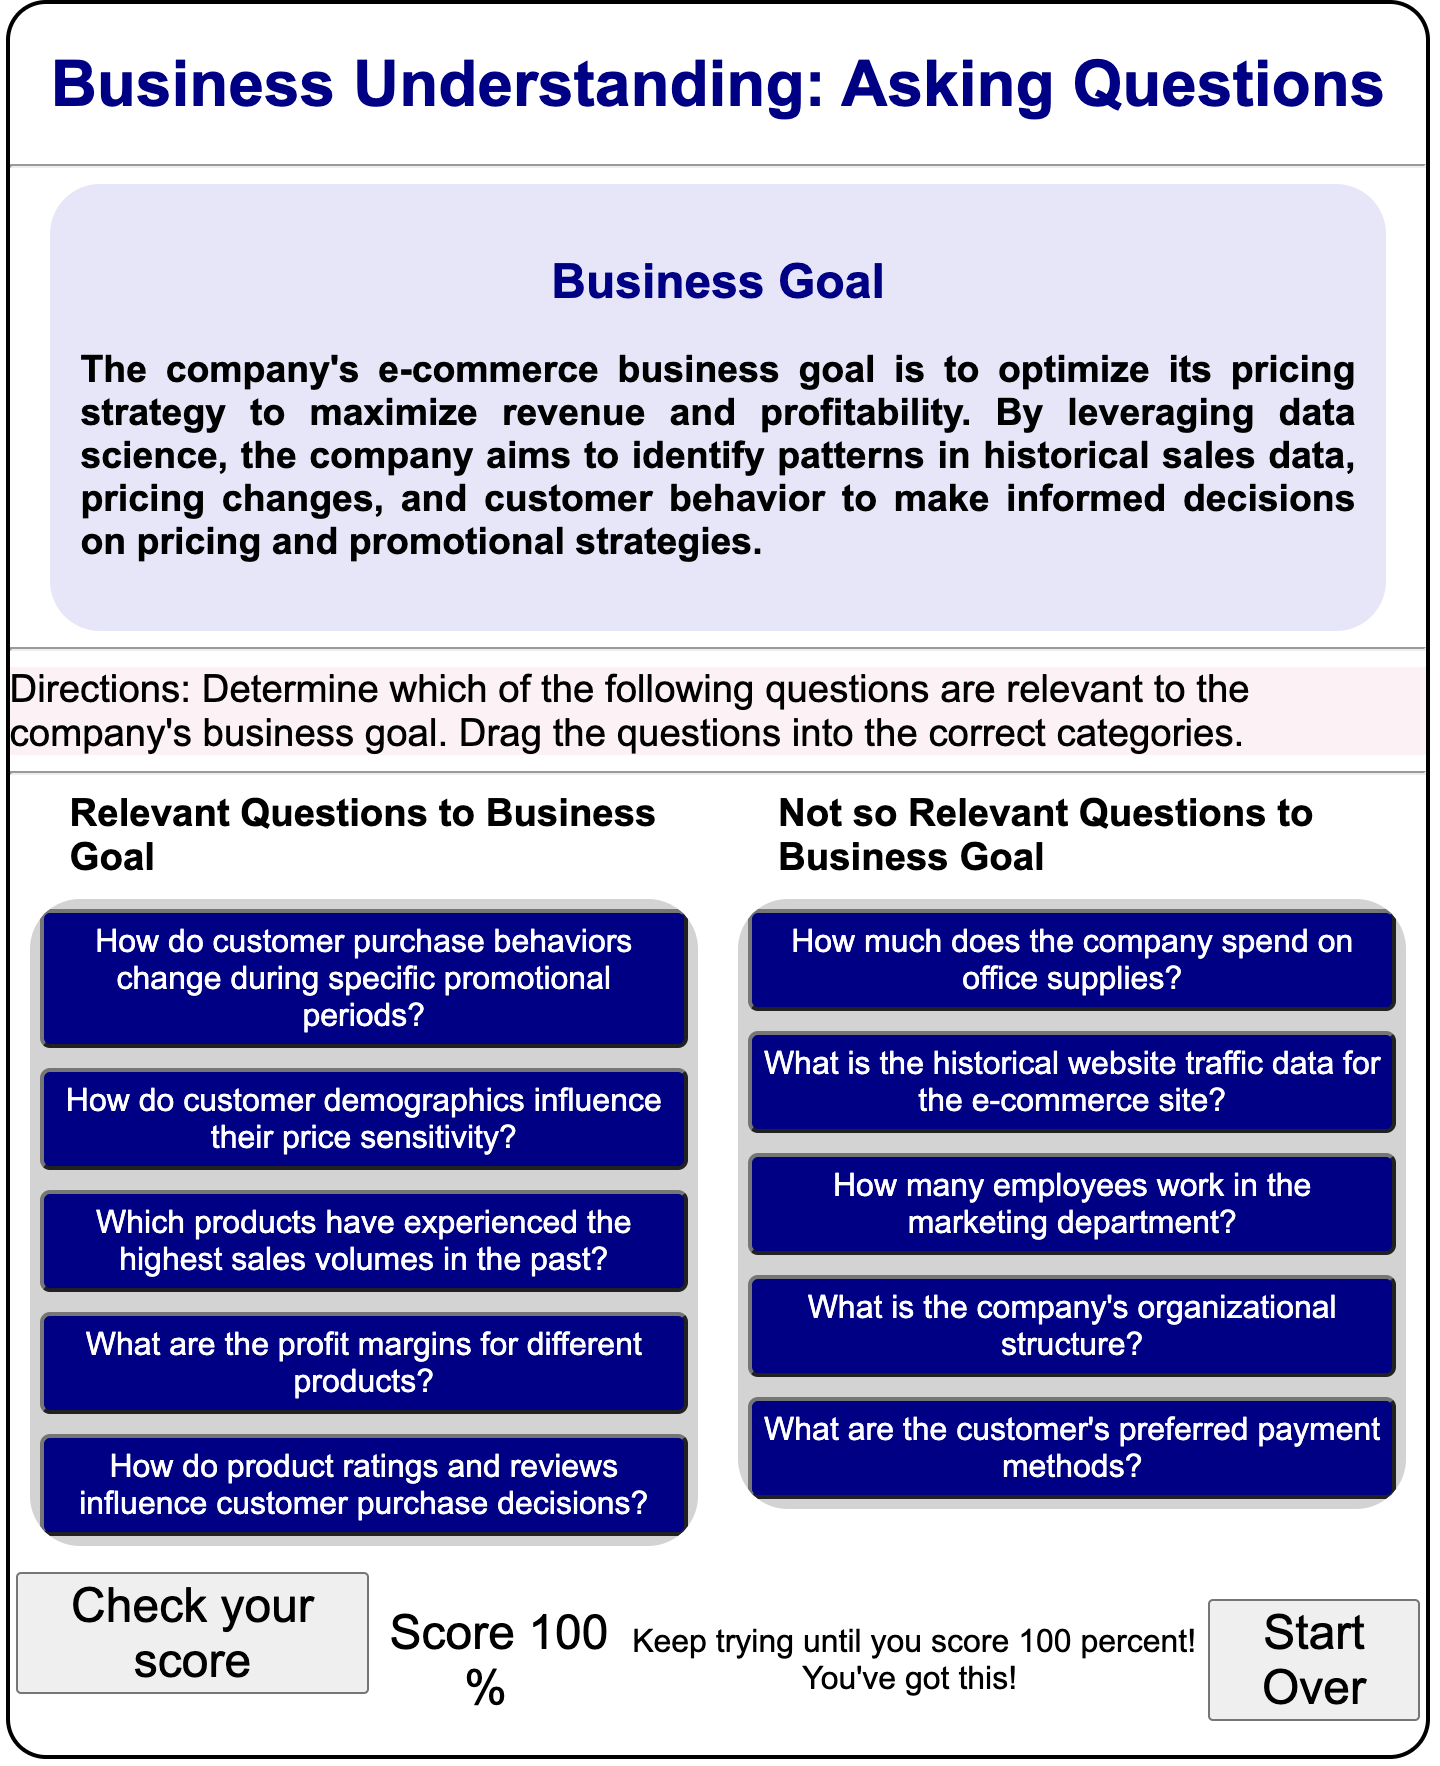 Business Understanding: Asking Questions
Business Goal
The company's e-commerce business goal is to optimize its pricing
strategy to maximize revenue and profitability. By leveraging data
science, the company aims to identify patterns in historical sales data,
pricing changes, and customer behavior to make informed decisions
on pricing and promotional strategies.
Directions: Determine which of the following questions are relevant to the
company's business goal. Drag the questions into the correct categories.
Relevant Questions to Business
Goal
How do customer purchase behaviors
change during specific promotional
periods?
How do customer demographics influence
their price sensitivity?
Which products have experienced the
highest sales volumes in the past?
What are the profit margins for different
products?
How do product ratings and reviews
influence customer purchase decisions?
Not so Relevant Questions to
Business Goal
How much does the company spend on
office supplies?
What is the historical website traffic data for
the e-commerce site?
How many employees work in the
marketing department?
What is the company's organizational
structure?
What are the customer's preferred payment
methods?
Check your
score
Score 100
%
Keep trying until you score 100 percent!
You've got this!
Start
Over